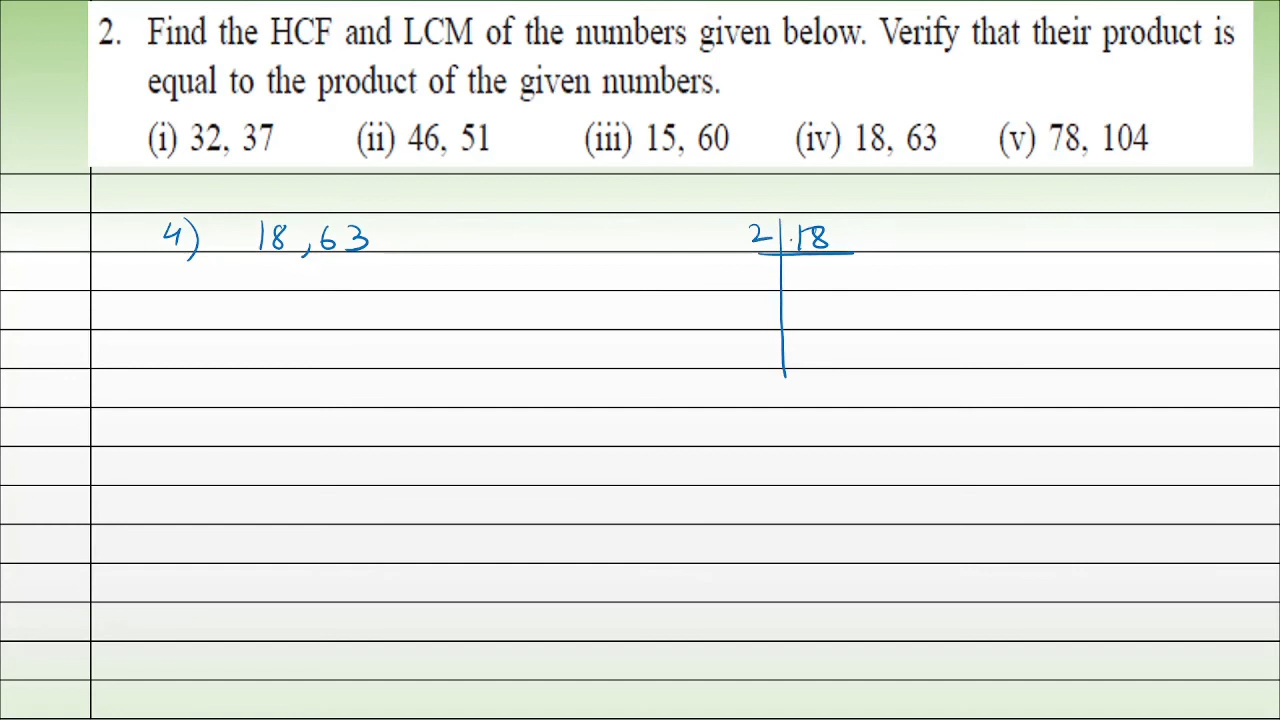 2. Find the HCF and LCM of the numbers given below. Verify that their product is
equal to the product of the given numbers.
(i) 32, 37 (ii) 46, 51 (iii) 15, 60 (iv) 18, 63 (v) 78, 104
4) 18, 63 2 18